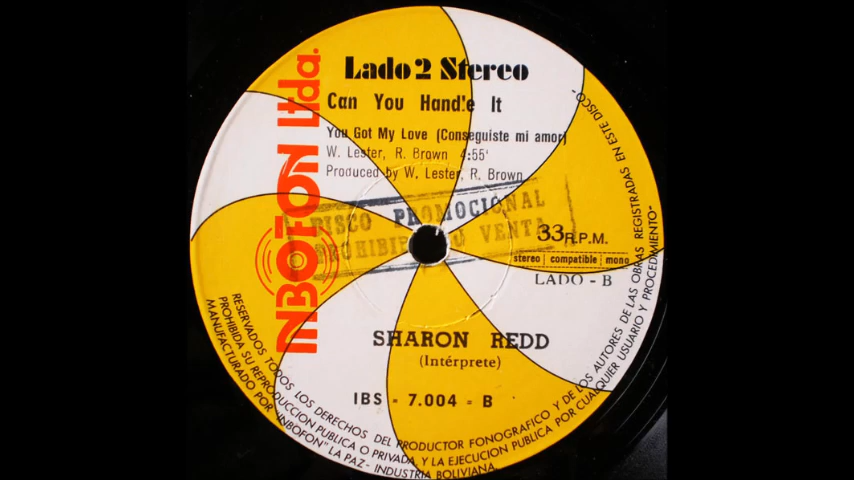 Lado 2 Stereo
Can You Hand'e It
You Got My Love (Conseguiste mi amor)
W. Lester, R. Brown 4:55'
Produced by W. Lester, R. Brown
INBOFON Ltda.
DISCO PROMOCIONAL
PROHIBIDO VENTA
33 R.P.M.
stereo | compatible | mono
LADO - B
SHARON REDD
(Intérprete)
IBS - 7.004 = B
RESERVADOS TODOS LOS DERECHOS DEL PRODUCTOR FONOGRAFICO Y DE LOS AUTORES DE LAS OBRAS REGISTRADAS EN ESTE DISCO-
PROHIBIDA SU REPRODUCCION PUBLICA O PRIVADA, Y LA EJECUCION PUBLICA POR CUALQUIER USUARIO Y PROCEDIMIENTO-
MANUFACTURADO POR "INBOFON" LA PAZ - INDUSTRIA BOLIVIANA.